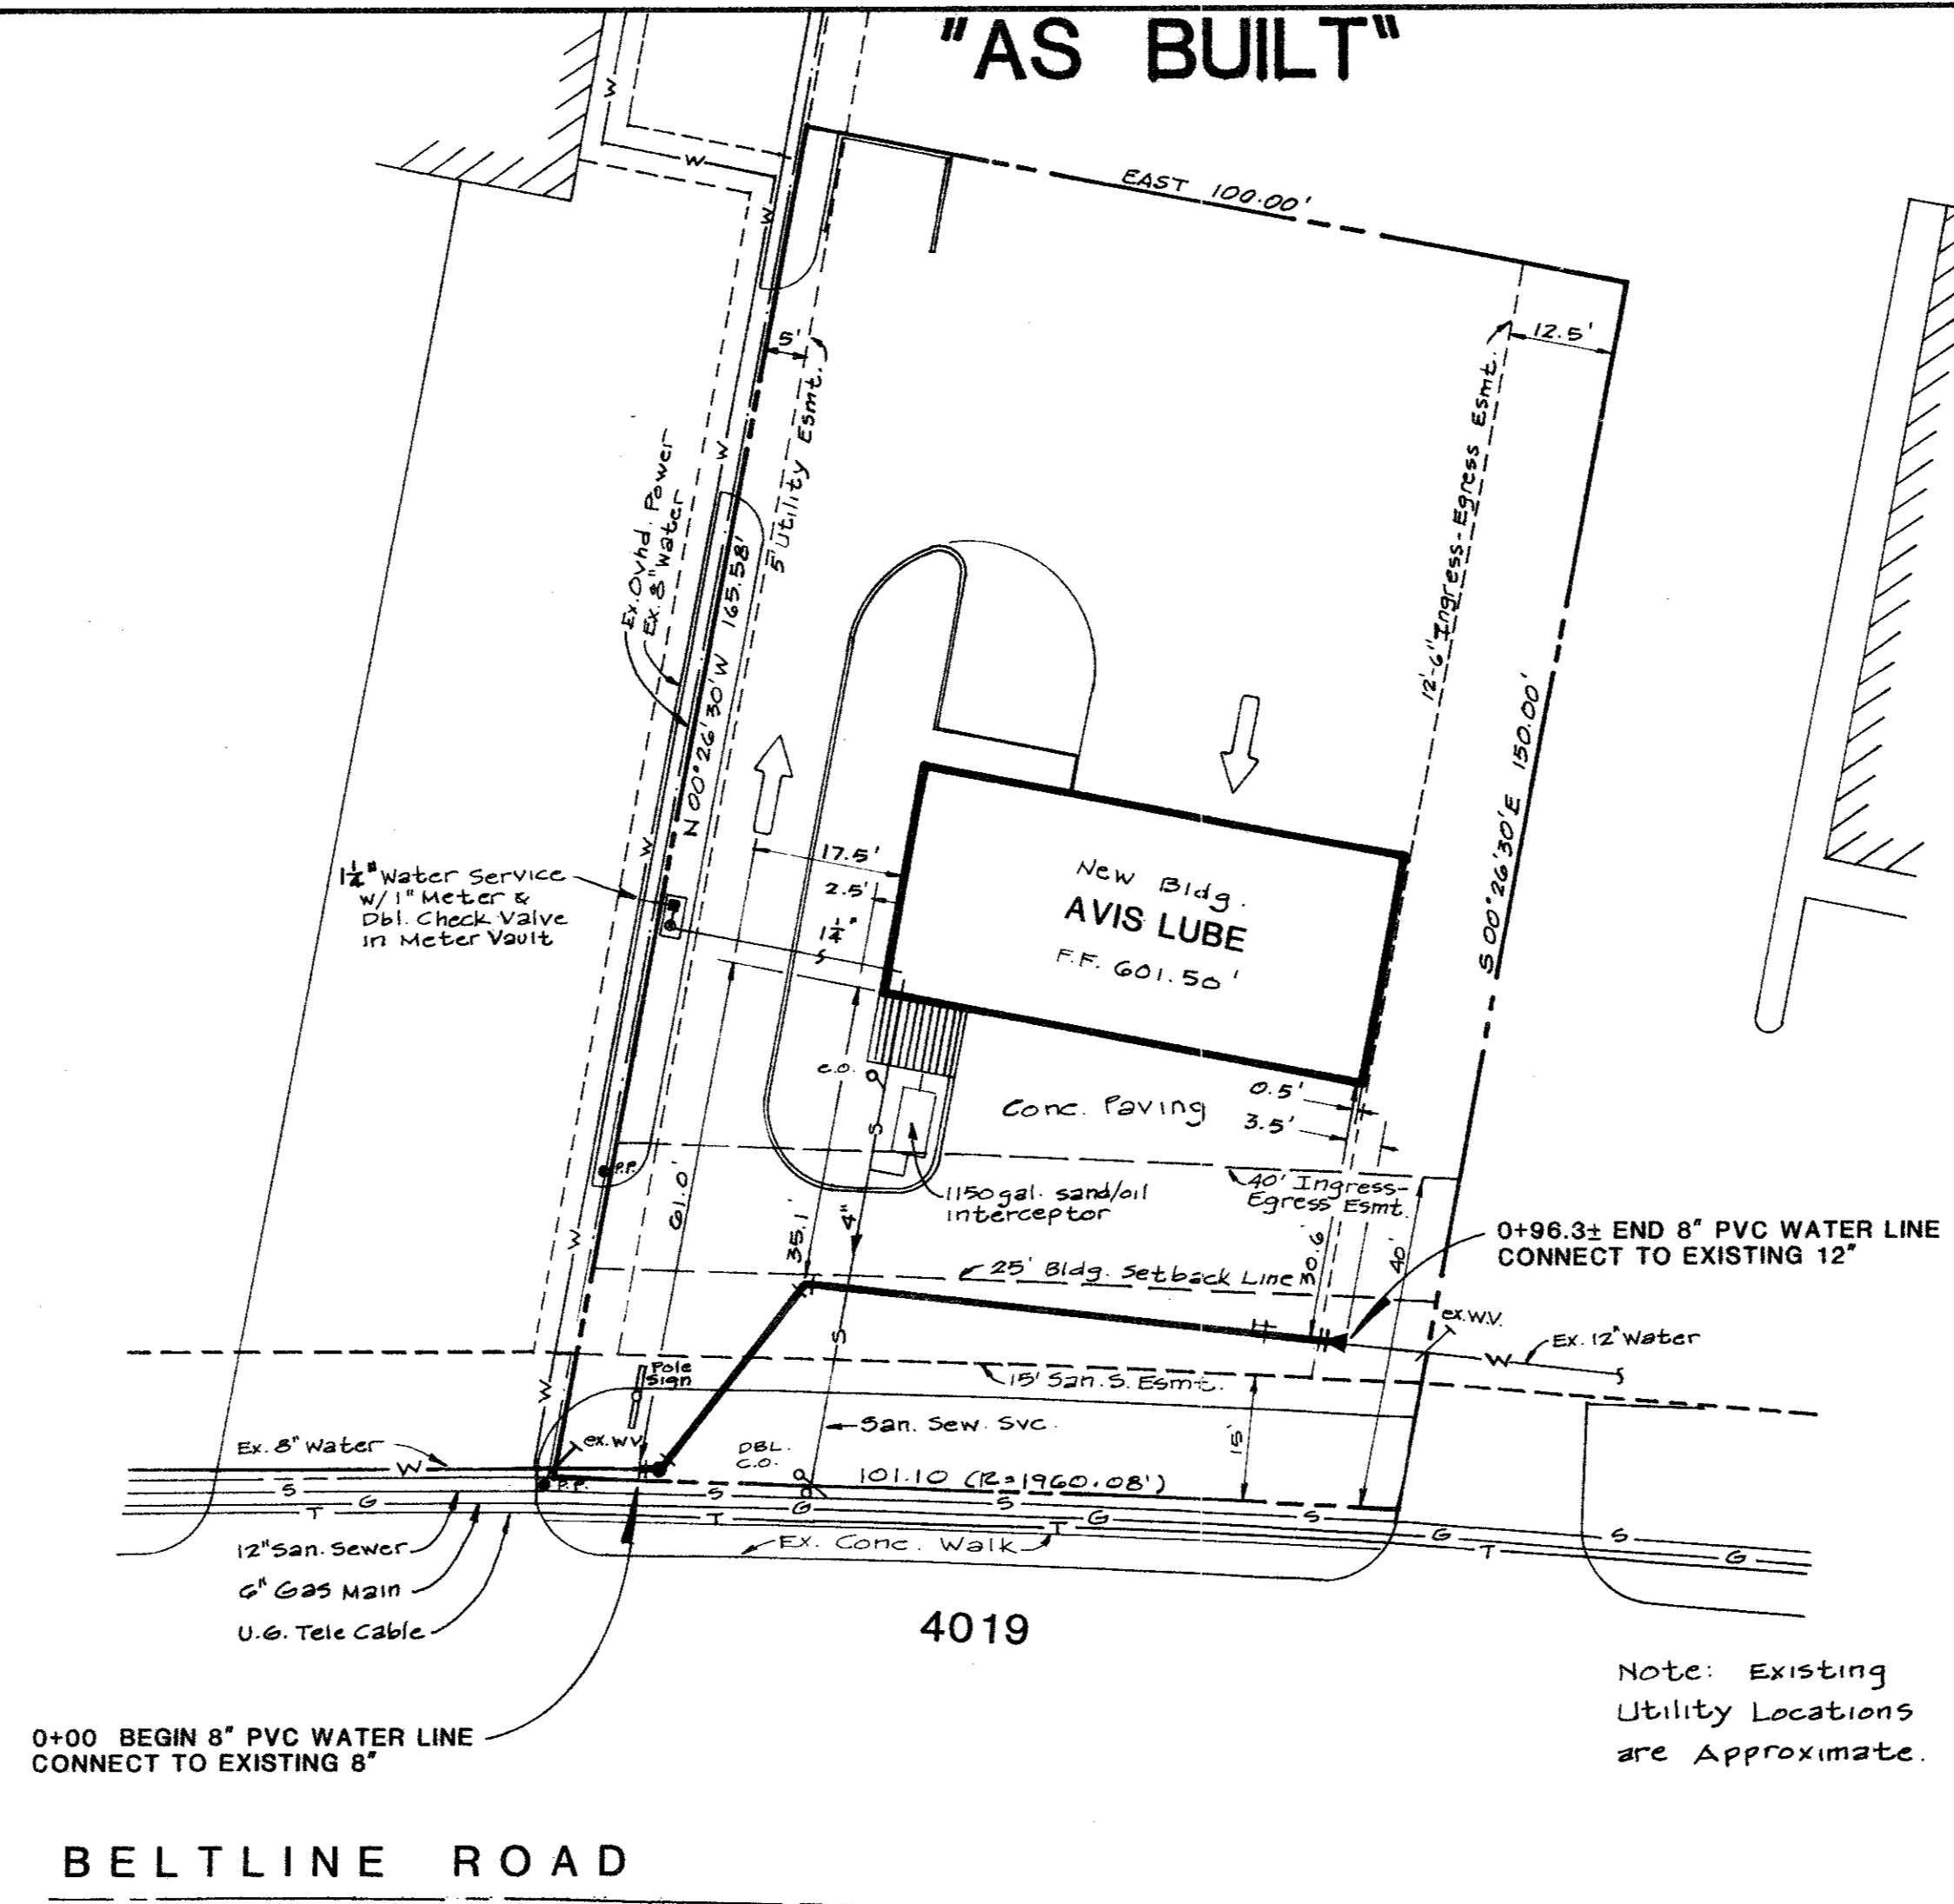 "AS BUILT"
W
W
W
EAST 100.00'
5'
12.5'
5' Utility Esmt.
12'-6" Ingress-Egress Esmt.
Ex. Ovhd. Power
Ex. 8" Water
W
N 00°26'30"W 165.58'
S 00°26'30"E 150.00'
W
17.5'
2.5'
1¼"
New Bldg.
AVIS LUBE
F.F. 601.50'
1¼" Water Service
w/ 1" Meter &
Dbl. Check Valve
in Meter Vault
C.O.
S
Conc. Paving
0.5'
3.5'
P.P.
61.0'
35.1'
4"
1150 gal. sand/oil
interceptor
40' Ingress-
Egress Esmt.
30.6'
40'
0+96.3± END 8" PVC WATER LINE
CONNECT TO EXISTING 12"
W
25' Bldg. Setback Line
ex. W.V.
Ex. 12" Water
W
S
Pole
Sign
15' San. S. Esmt.
W
San. Sew. Svc.
15'
Ex. 8" Water
W
ex. W.V.
DBL.
C.O.
P.P.
101.10 (R=1960.08')
S G T
S G T
S G T
S G T
S G
12" San. Sewer
6" Gas Main
U.G. Tele Cable
Ex. Conc. Walk
4019
Note: Existing
Utility Locations
are Approximate.
0+00 BEGIN 8" PVC WATER LINE
CONNECT TO EXISTING 8"
BELTLINE ROAD